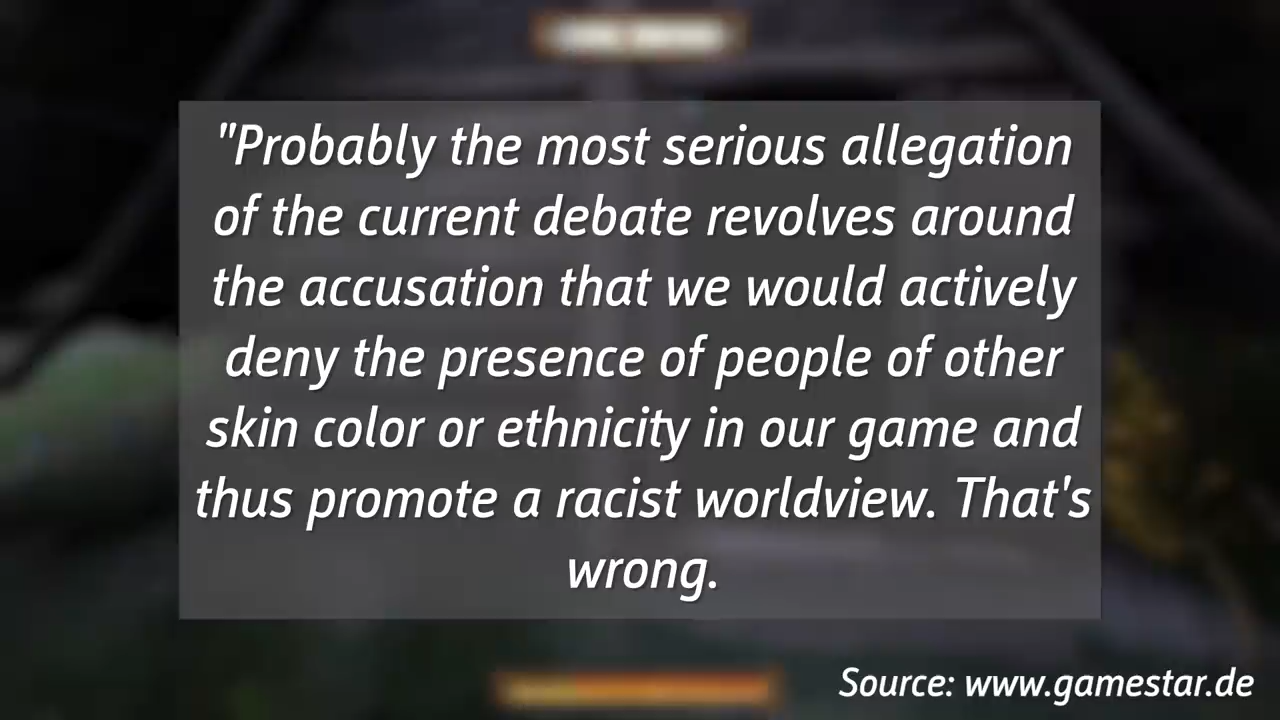 "Probably the most serious allegation
of the current debate revolves around
the accusation that we would actively
deny the presence of people of other
skin color or ethnicity in our game and
thus promote a racist worldview. That's
wrong.
Source: www.gamestar.de